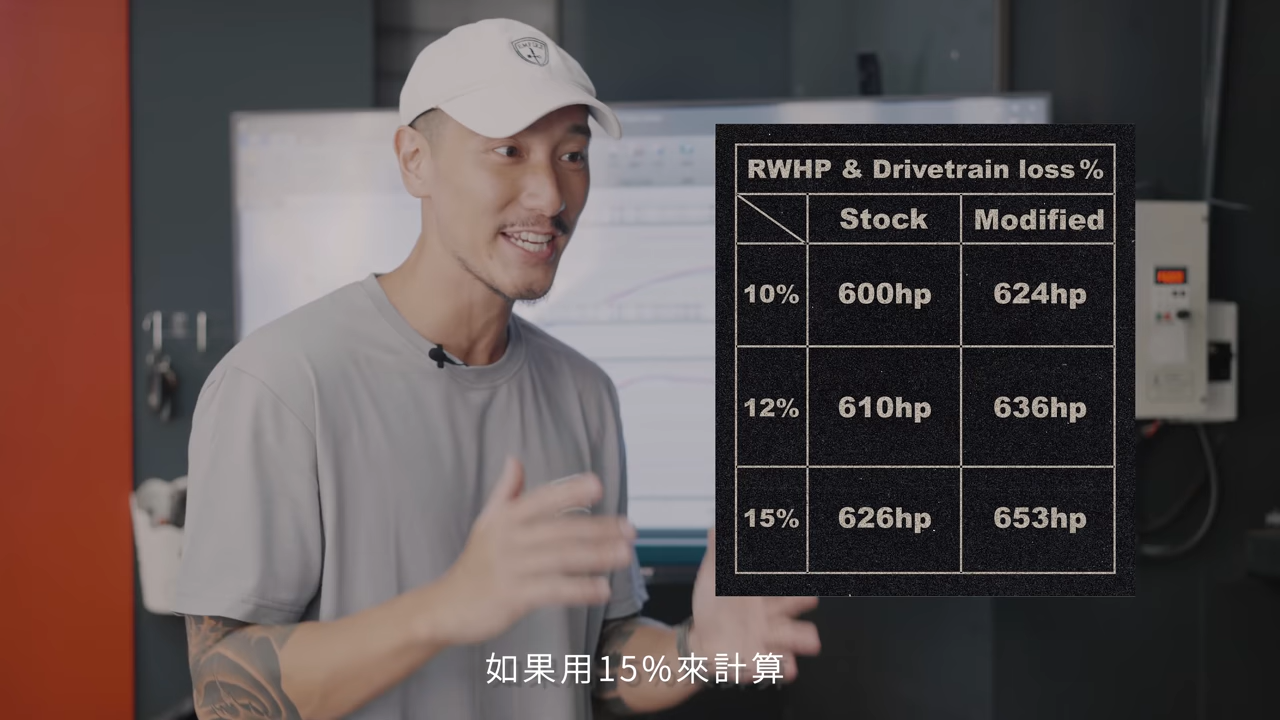 RWHP & Drivetrain loss%
Stock Modified
10% 600hp 624hp
12% 610hp 636hp
15% 626hp 653hp
如果用15%來計算